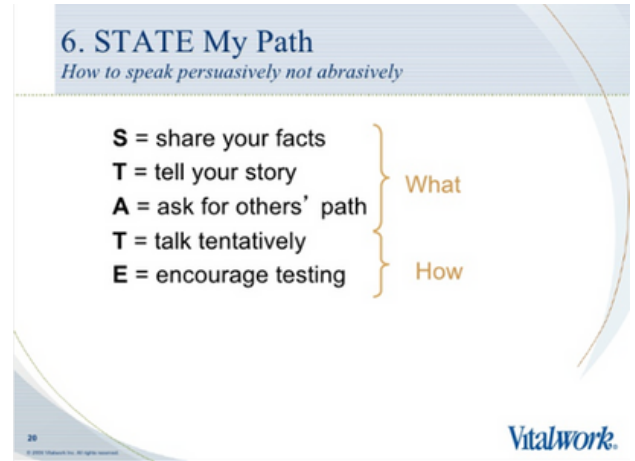 6. STATE My Path
How to speak persuasively not abrasively
S = share your facts
T = tell your story
A = ask for others’ path
T = talk tentatively
E = encourage testing
What
How
20
Vitalwork.